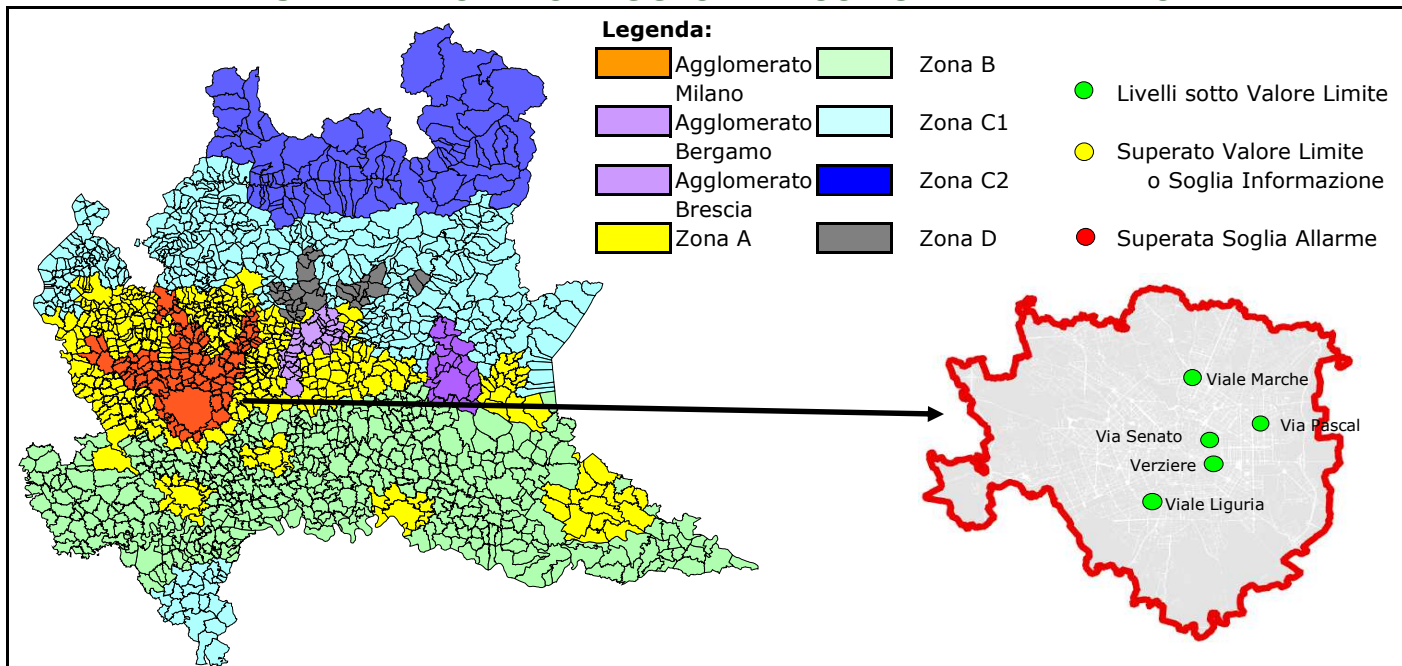 Legenda:
Agglomerato
Milano
Agglomerato
Bergamo
Agglomerato
Brescia
Zona A
Zona B
Zona C1
Zona C2
Zona D
Livelli sotto Valore Limite
Superato Valore Limite
o Soglia Informazione
Superata Soglia Allarme
Viale Marche
Via Pascal
Via Senato
Verziere
Viale Liguria